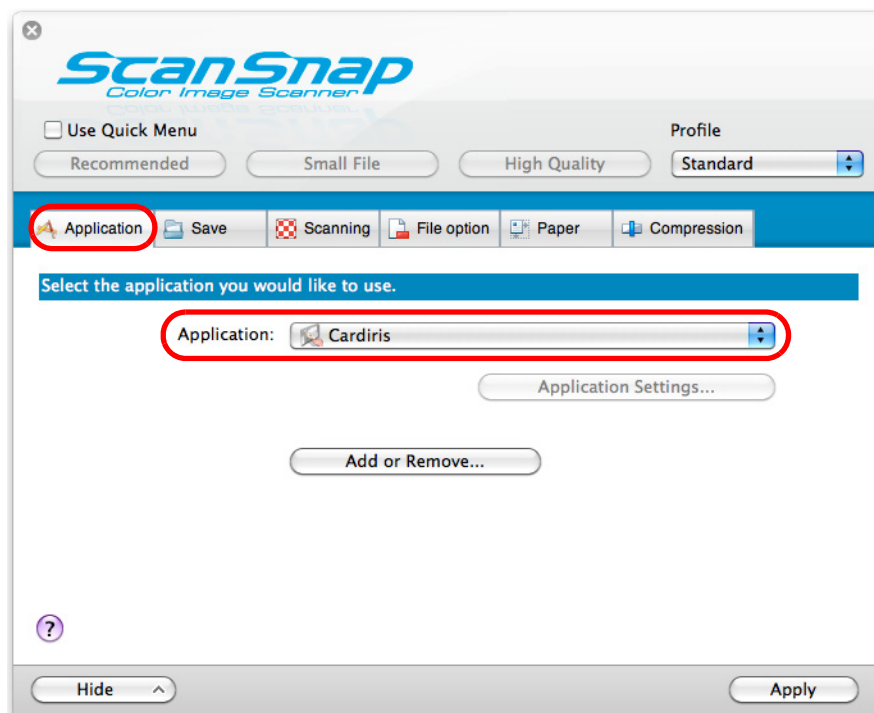 ScanSnap
Color Image Scanner
Use Quick Menu
Profile
Recommended
Small File
High Quality
Standard
Application
Save
Scanning
File option
Paper
Compression
Select the application you would like to use.
Application:
Cardiris
Application Settings...
Add or Remove...
?
Hide
Apply